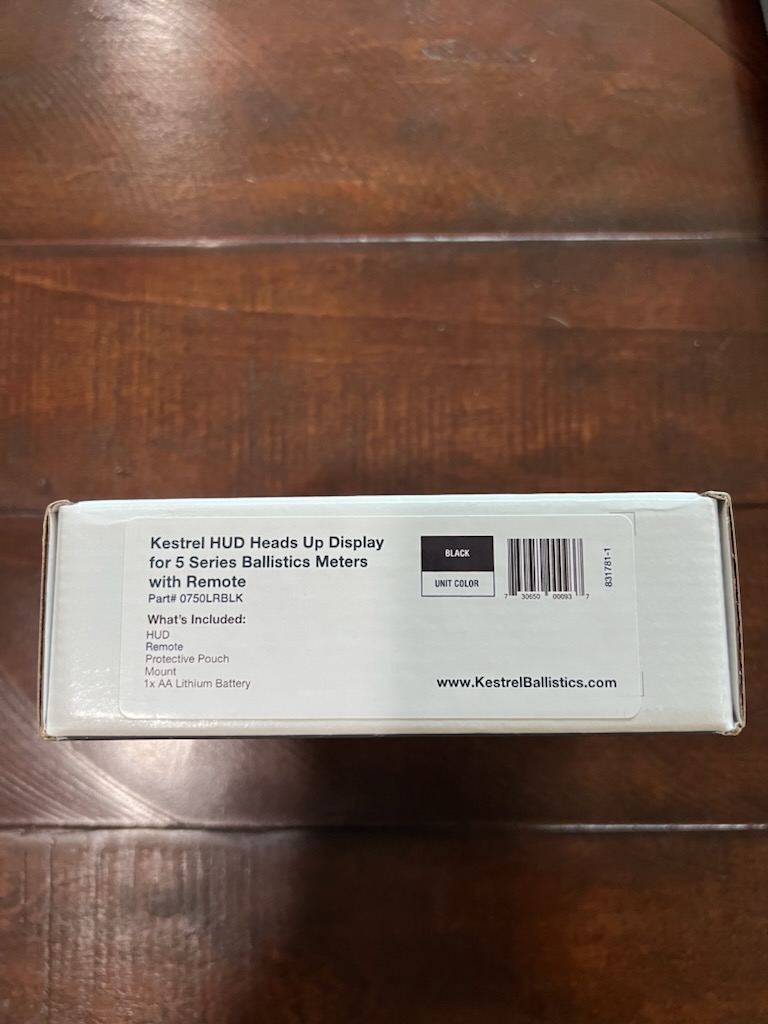 Kestrel HUD Heads Up Display
for 5 Series Ballistics Meters
with Remote
Part# 0750LRBLK
What's Included:
HUD
Remote
Protective Pouch
Mount
1x AA Lithium Battery
BLACK
UNIT COLOR
7 30650 00093 7
831781-1
www.KestrelBallistics.com